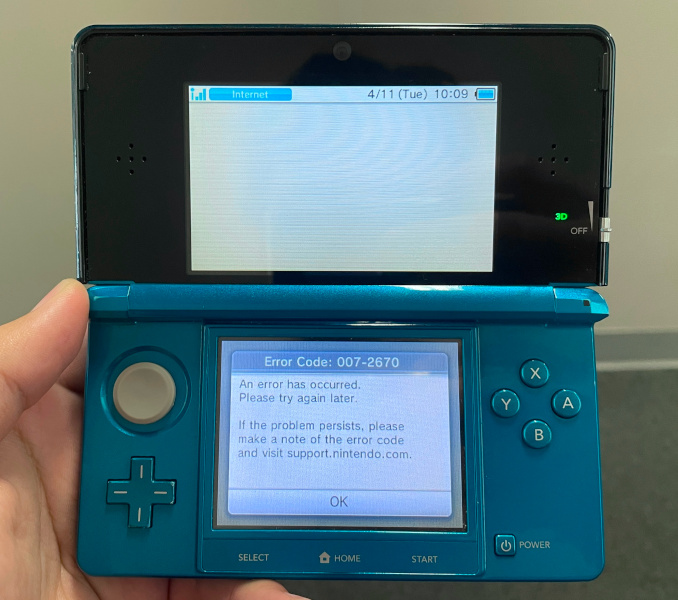 Internet 4/11 (Tue) 10:09
3D
OFF
Error Code: 007-2670
An error has occurred.
Please try again later.
If the problem persists, please
make a note of the error code
and visit support.nintendo.com.
OK
X
Y
A
B
POWER
SELECT
HOME
START